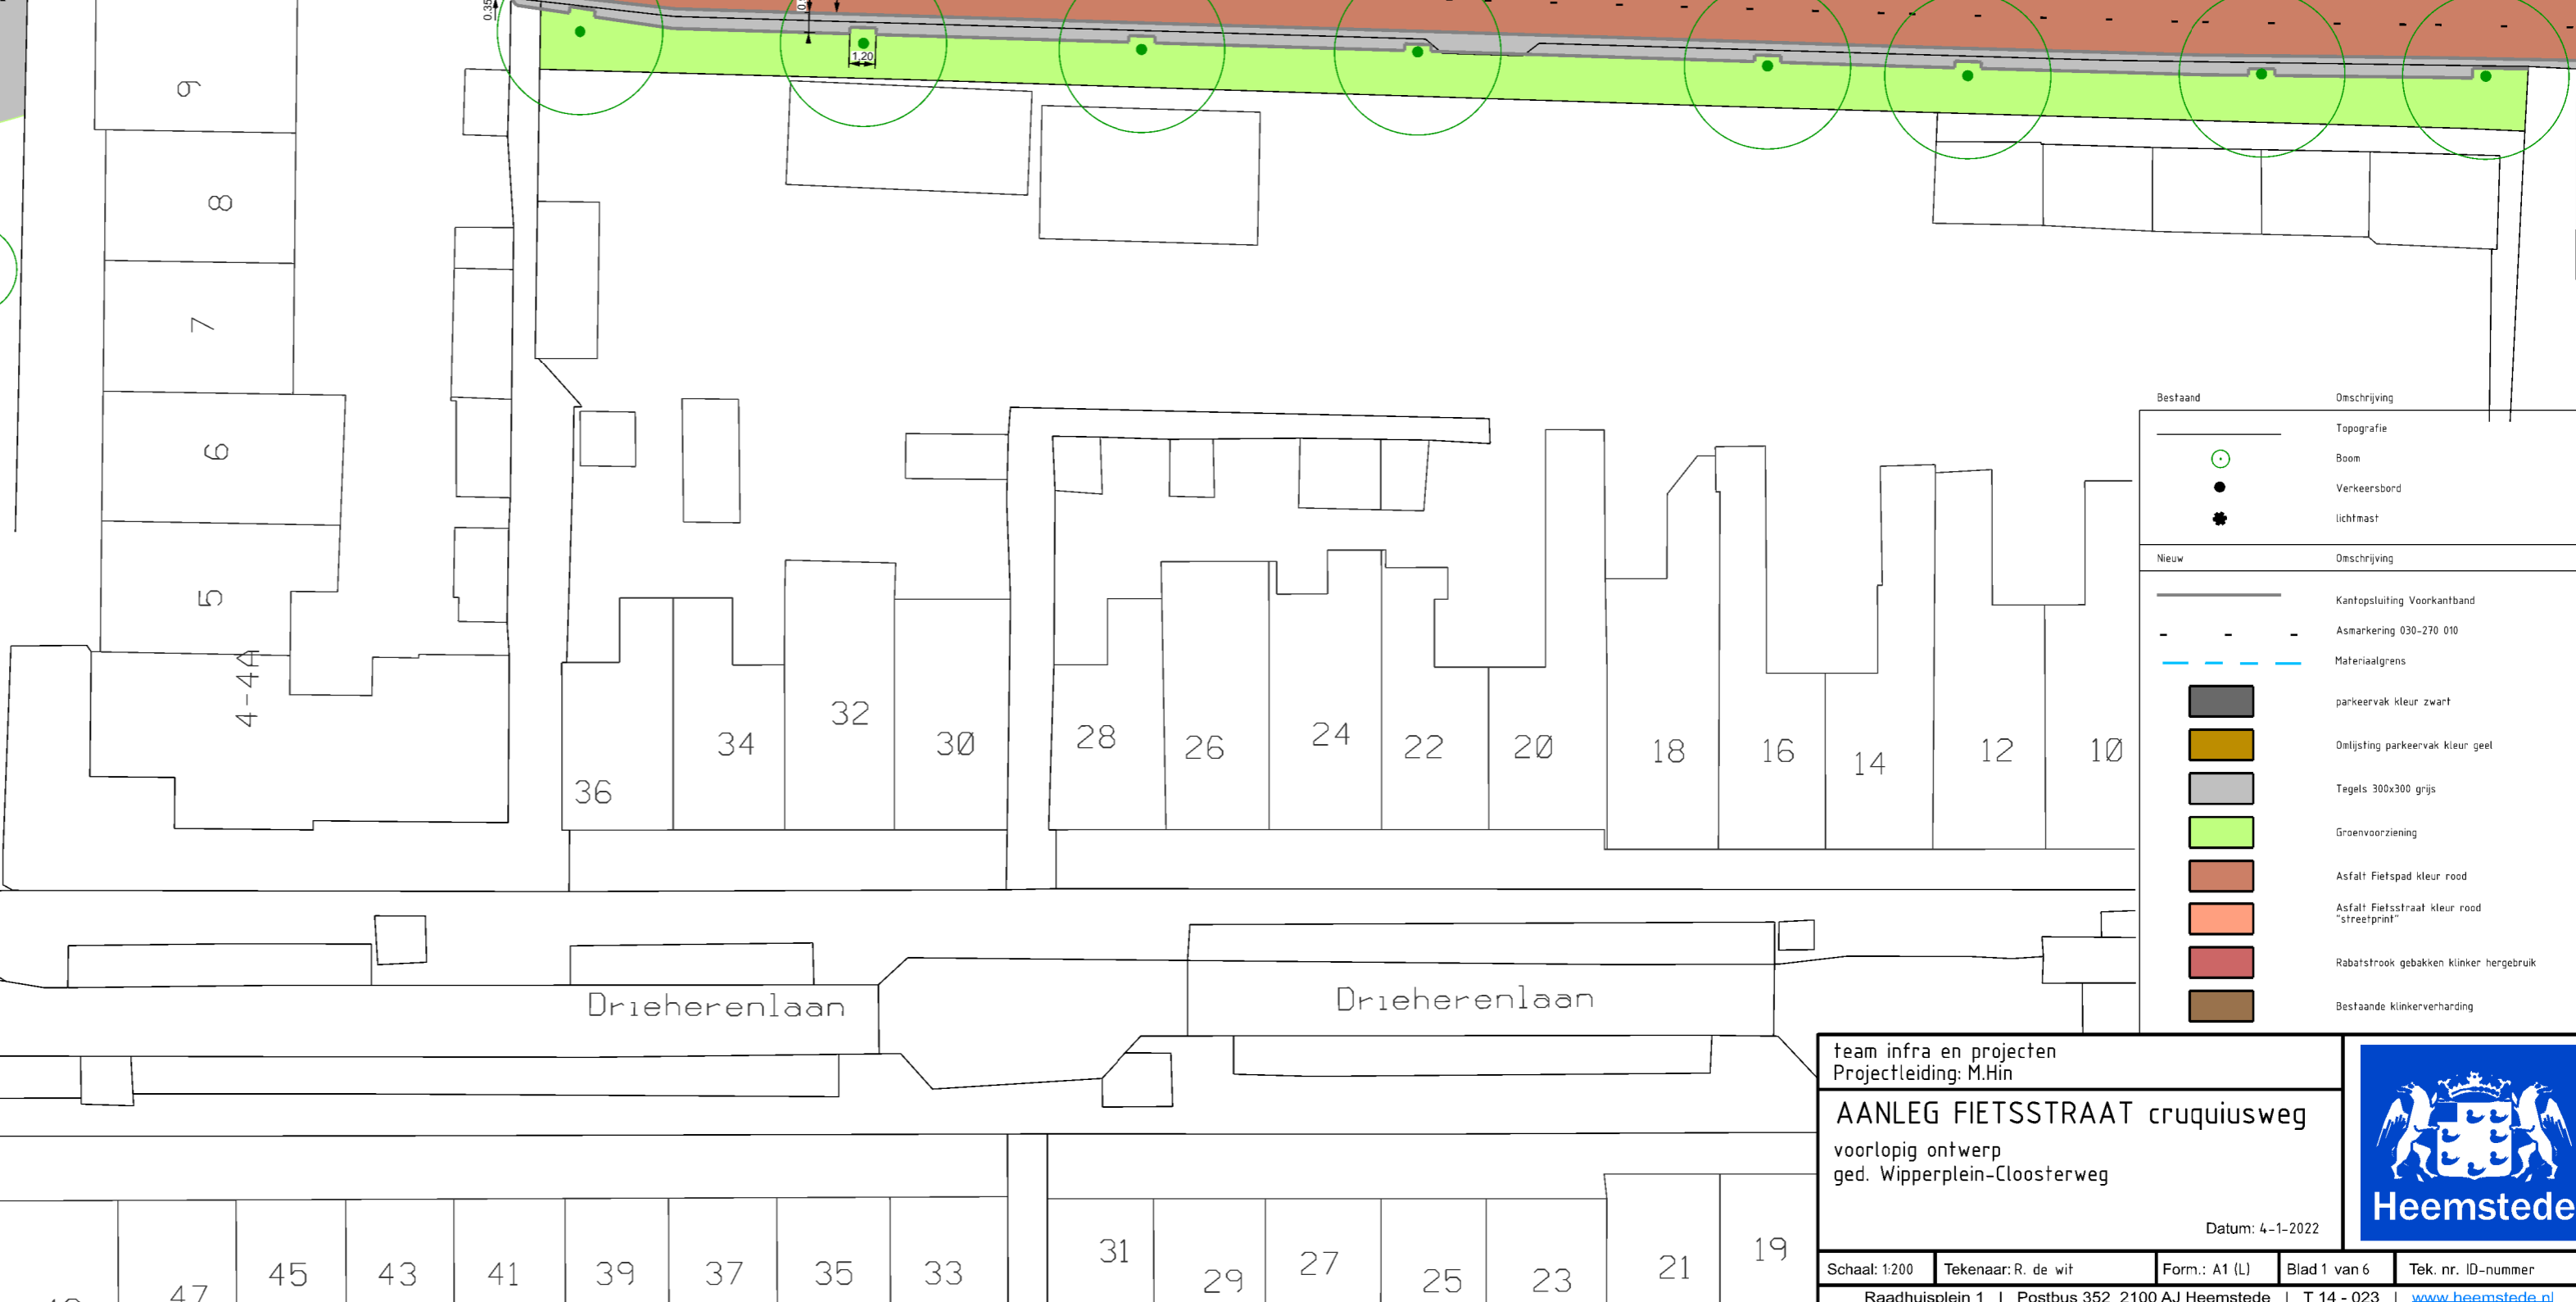 0.35
1,20
9
8
7
6
5
4-4A
36
34
32
30
28
26
24
22
20
18
16
14
12
10
Drieherenlaan
Drieherenlaan
47
45
43
41
39
37
35
33
31
29
27
25
23
21
19
Bestaand Omschrijving
Topografie
Boom
Verkeersbord
lichtmast
Nieuw Omschrijving
Kantopsluiting Voorkantband
Asmarkering 030-270 010
Materiaalgrens
parkeervak kleur zwart
Omlijsting parkeervak kleur geel
Tegels 300x300 grijs
Groenvoorziening
Asfalt Fietspad kleur rood
Asfalt Fietsstraat kleur rood
"streetprint"
Rabatstrook gebakken klinker hergebruik
Bestaande klinkerverharding
team infra en projecten
Projectleiding: M.Hin
AANLEG FIETSSTRAAT cruquiusweg
voorlopig ontwerp
ged. Wipperplein-Cloosterweg
Datum: 4-1-2022
Heemstede
Schaal: 1:200 Tekenaar: R. de wit Form.: A1 (L) Blad 1 van 6 Tek. nr. ID-nummer
Raadhuisplein 1 | Postbus 352 2100 AJ Heemstede | T 14 - 023 | www.heemstede.nl